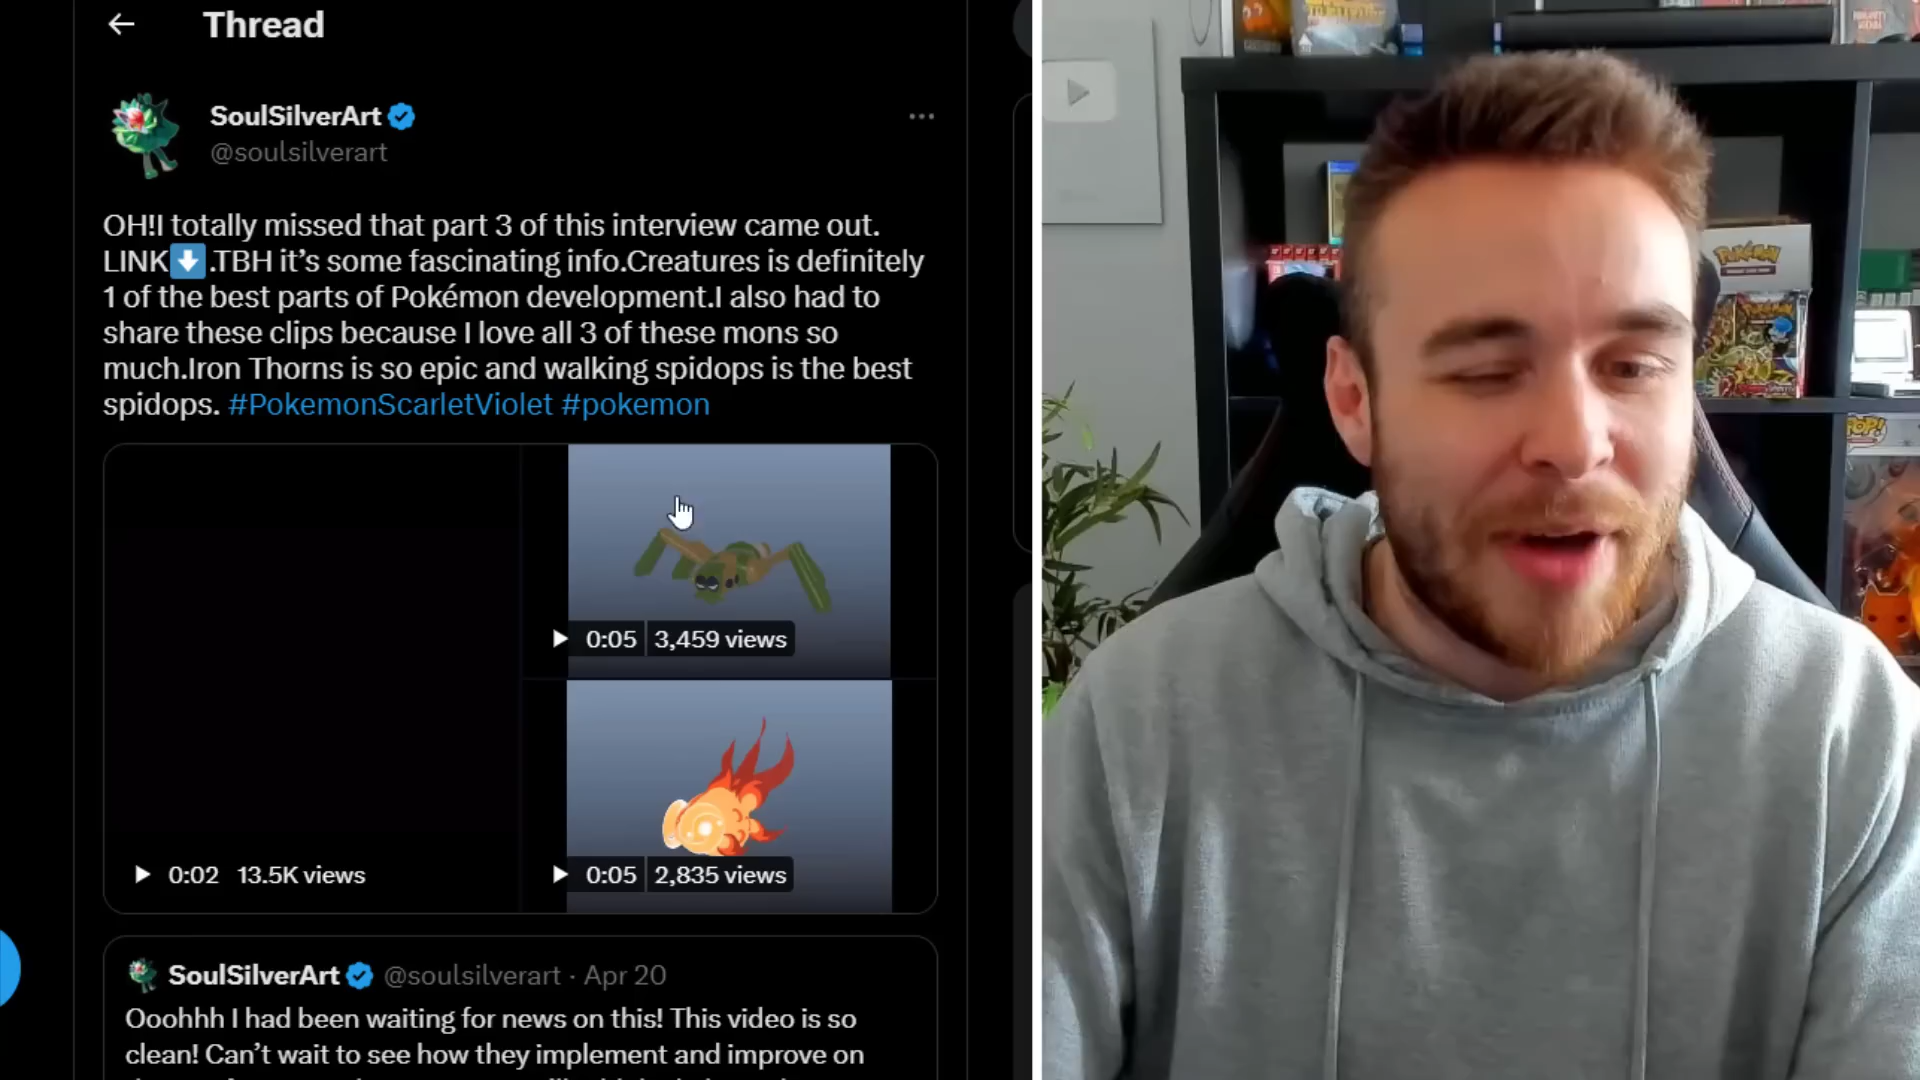 Thread
SoulSilverArt
@soulsilverart
OH!I totally missed that part 3 of this interview came out.
LINK⬇️.TBH it’s some fascinating info.Creatures is definitely
1 of the best parts of Pokémon development.I also had to
share these clips because I love all 3 of these mons so
much.Iron Thorns is so epic and walking spidops is the best
spidops. #PokemonScarletViolet #pokemon
0:05 3,459 views
0:02 13.5K views
0:05 2,835 views
SoulSilverArt @soulsilverart · Apr 20
Ooohhh I had been waiting for news on this! This video is so
clean! Can’t wait to see how they implement and improve on
POKÉMON
POP!